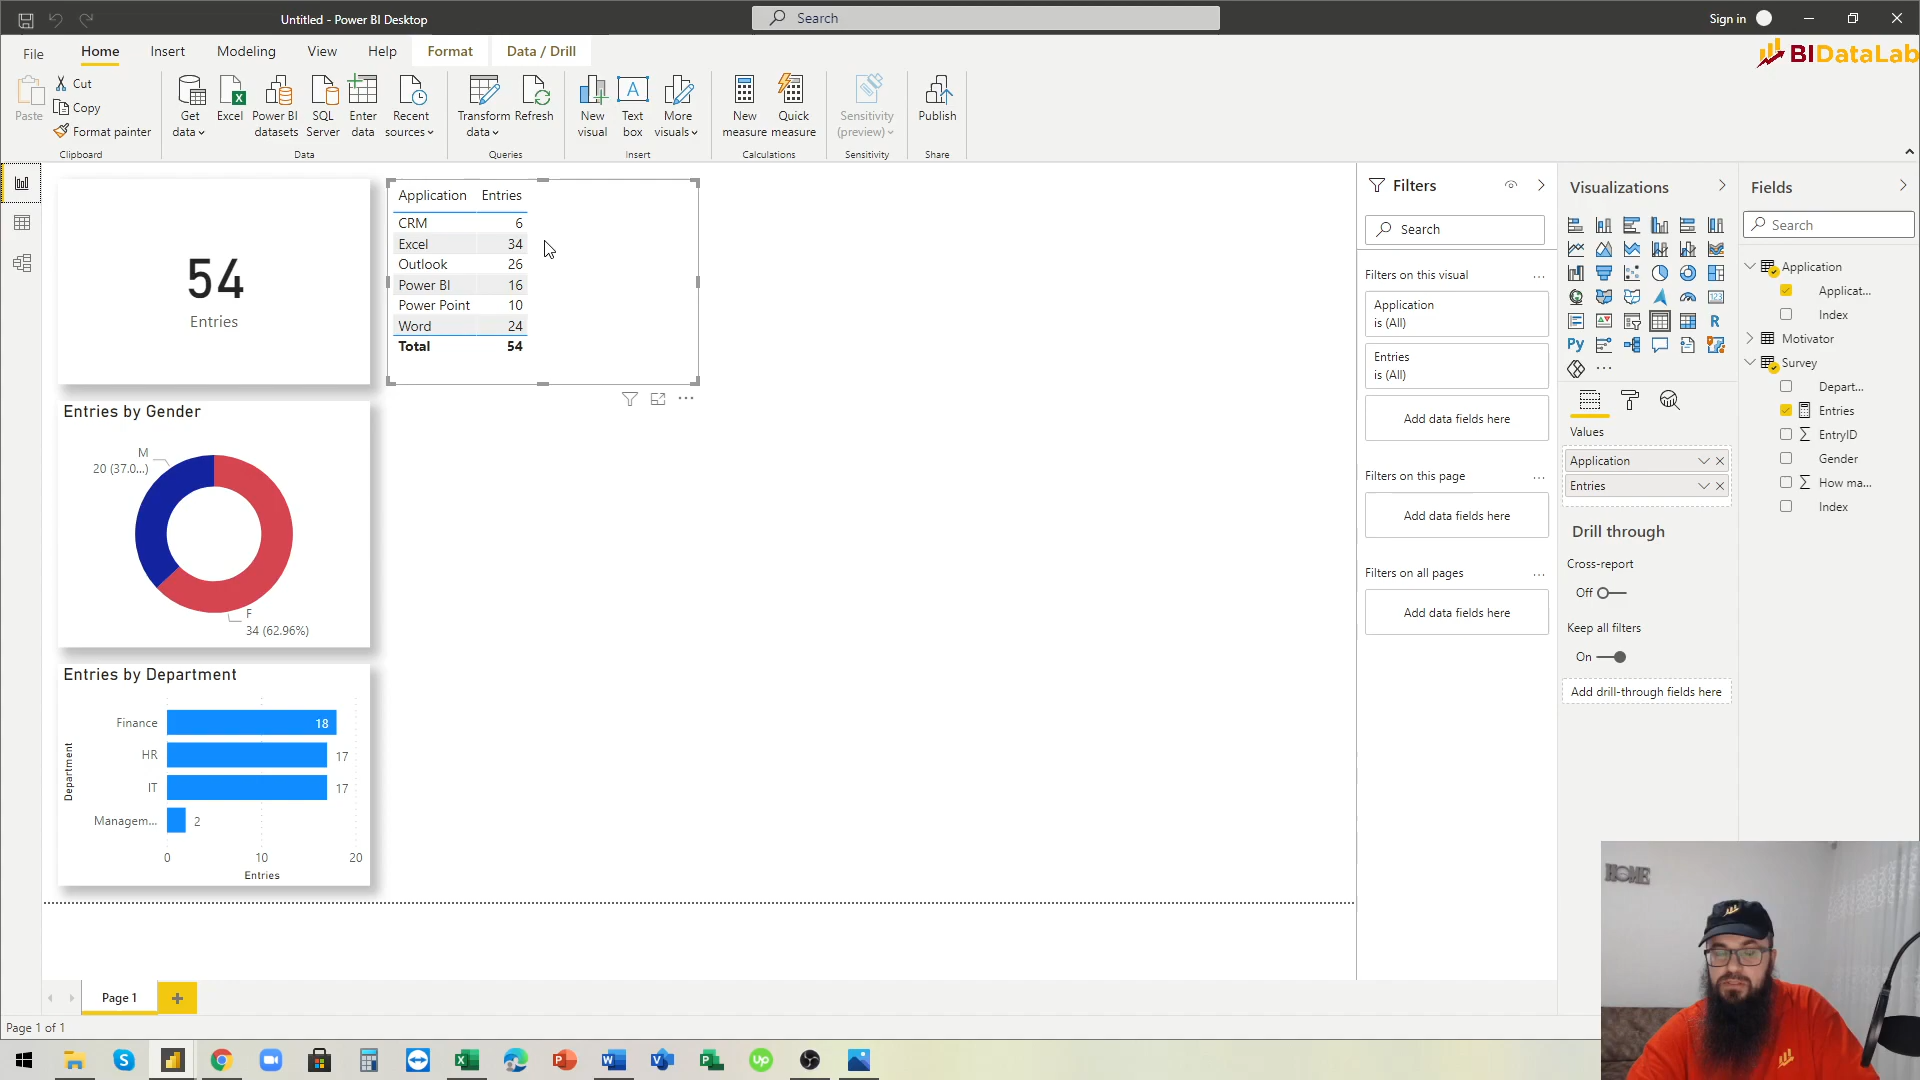 Untitled - Power BI Desktop
Search
Sign in
File
Home
Insert
Modeling
View
Help
Format
Data / Drill
BIDataLab
Paste
Cut
Copy
Format painter
Clipboard
Get data
Excel
Power BI datasets
SQL Server
Enter data
Recent sources
Data
Transform data
Refresh
Queries
New visual
Text box
More visuals
Insert
New measure
Quick measure
Calculations
Sensitivity (preview)
Sensitivity
Publish
Share
54
Entries
Application Entries
CRM 6
Excel 34
Outlook 26
Power BI 16
Power Point 10
Word 24
Total 54
Entries by Gender
M
20 (37.0...)
F
34 (62.96%)
Entries by Department
Department
Finance 18
HR 17
IT 17
Managem... 2
0 10 20
Entries
Filters
Search
Filters on this visual ...
Application
is (All)
Entries
is (All)
Add data fields here
Filters on this page ...
Add data fields here
Filters on all pages ...
Add data fields here
Visualizations
R
Py
123
...
Values
Application
Entries
Drill through
Cross-report
Off
Keep all filters
On
Add drill-through fields here
Fields
Search
Application
Applicat...
Index
Motivator
Survey
Depart...
Entries
EntryID
Gender
How ma...
Index
HOME
Page 1
Page 1 of 1